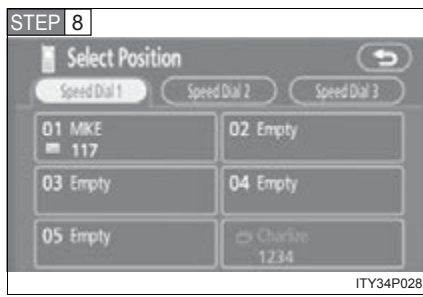 STEP 8
Select Position
Speed Dial 1 Speed Dial 2 Speed Dial 3
01 MIKE
117
02 Empty
03 Empty
04 Empty
05 Empty
Charlize
1234
ITY34P028